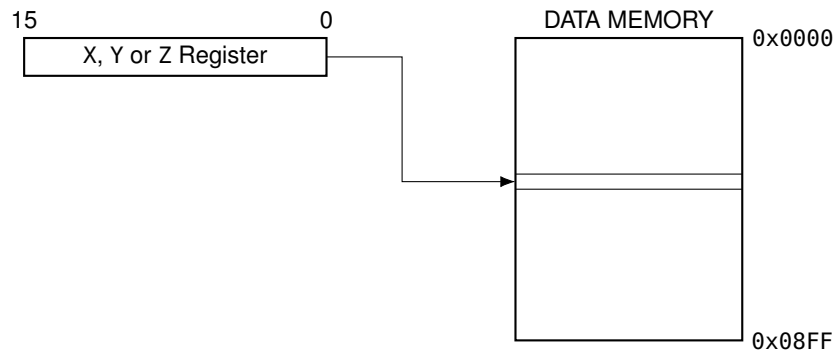 15 0 DATA MEMORY
X, Y or Z Register 0x0000
0x08FF